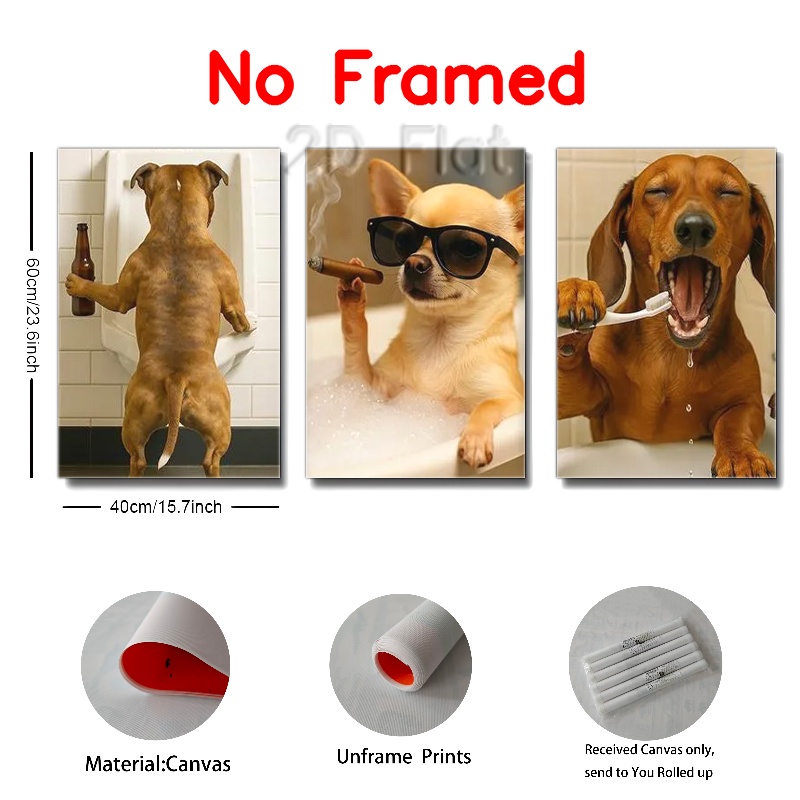 No Framed
2D Flat
60cm/23.6inch
40cm/15.7inch
Material:Canvas
Unframe Prints
Received Canvas only,
send to You Rolled up